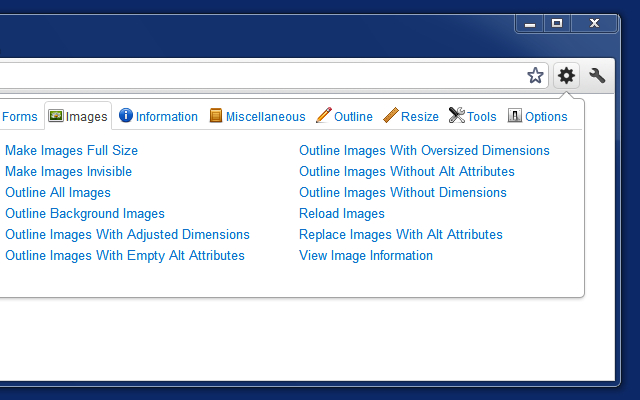 Forms Images Information Miscellaneous Outline Resize Tools Options
Make Images Full Size
Make Images Invisible
Outline All Images
Outline Background Images
Outline Images With Adjusted Dimensions
Outline Images With Empty Alt Attributes
Outline Images With Oversized Dimensions
Outline Images Without Alt Attributes
Outline Images Without Dimensions
Reload Images
Replace Images With Alt Attributes
View Image Information